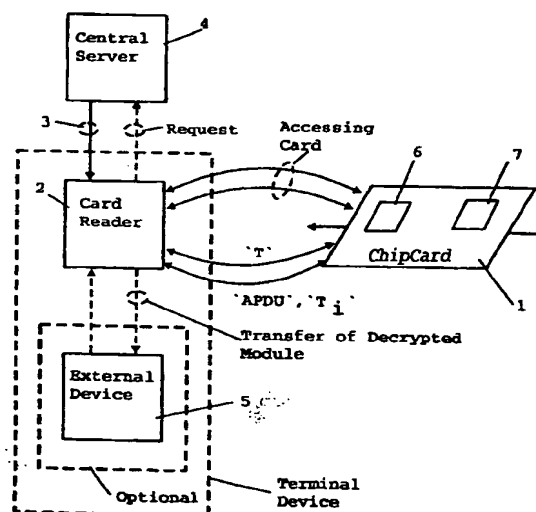 4
Central
Server
3
Request
Accessing
Card
6
7
2
Card
Reader
ChipCard
`T`
1
`APDU`,`T i`
Transfer of Decrypted
Module
External
Device
5
Optional
Terminal
Device